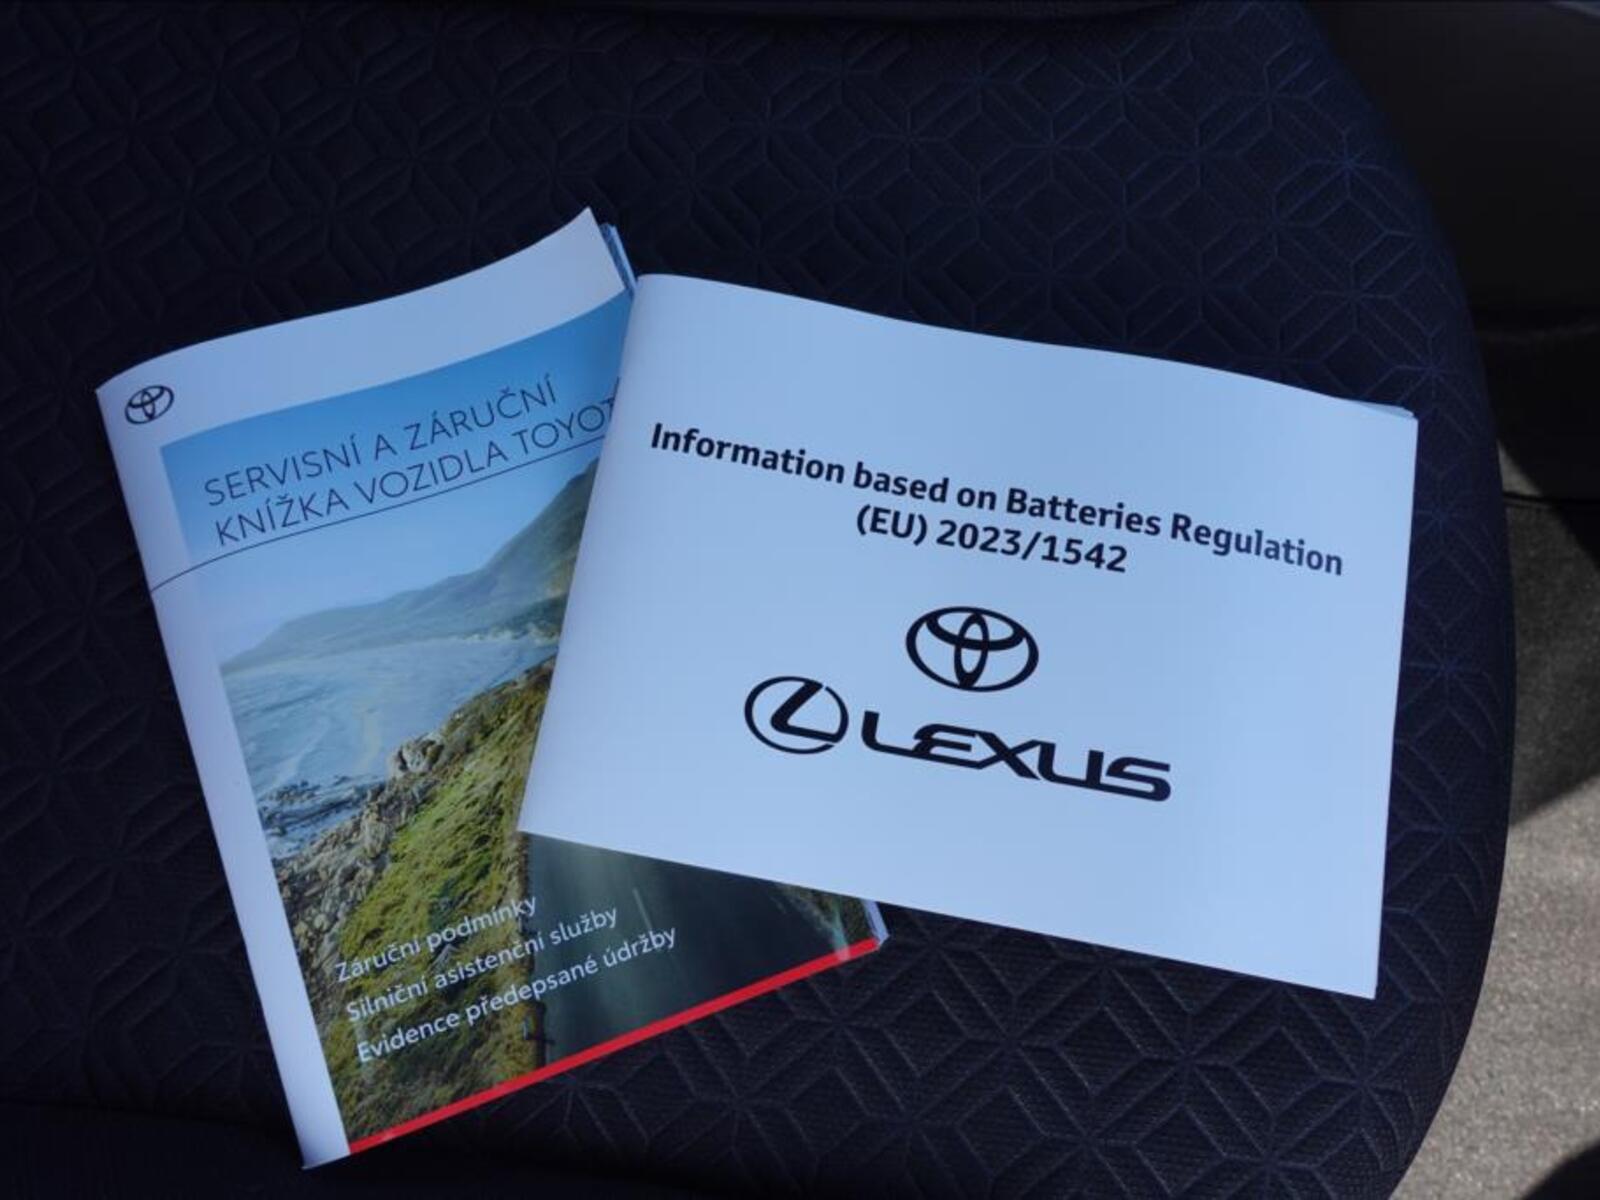 SERVISNÍ A ZÁRUČNÍ
KNÍŽKA VOZIDLA
Záruční podmínky
Silniční asistenční služby
Evidence předepsané údržby
Information based on Batteries Regulation
(EU) 2023/1542
LEXUS